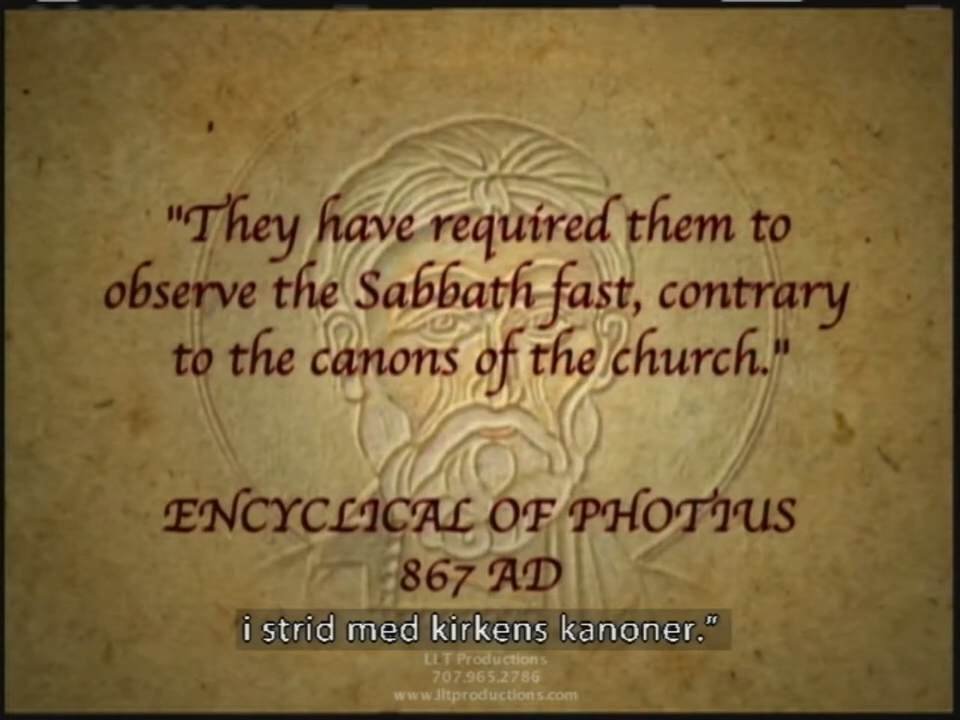 "They have required them to
observe the Sabbath fast, contrary
to the canons of the church."
ENCYCLICAL OF PHOTIUS
867 AD
i strid med kirkens kanoner.”
LLT Productions
707.965.2786
www.lltproductions.com